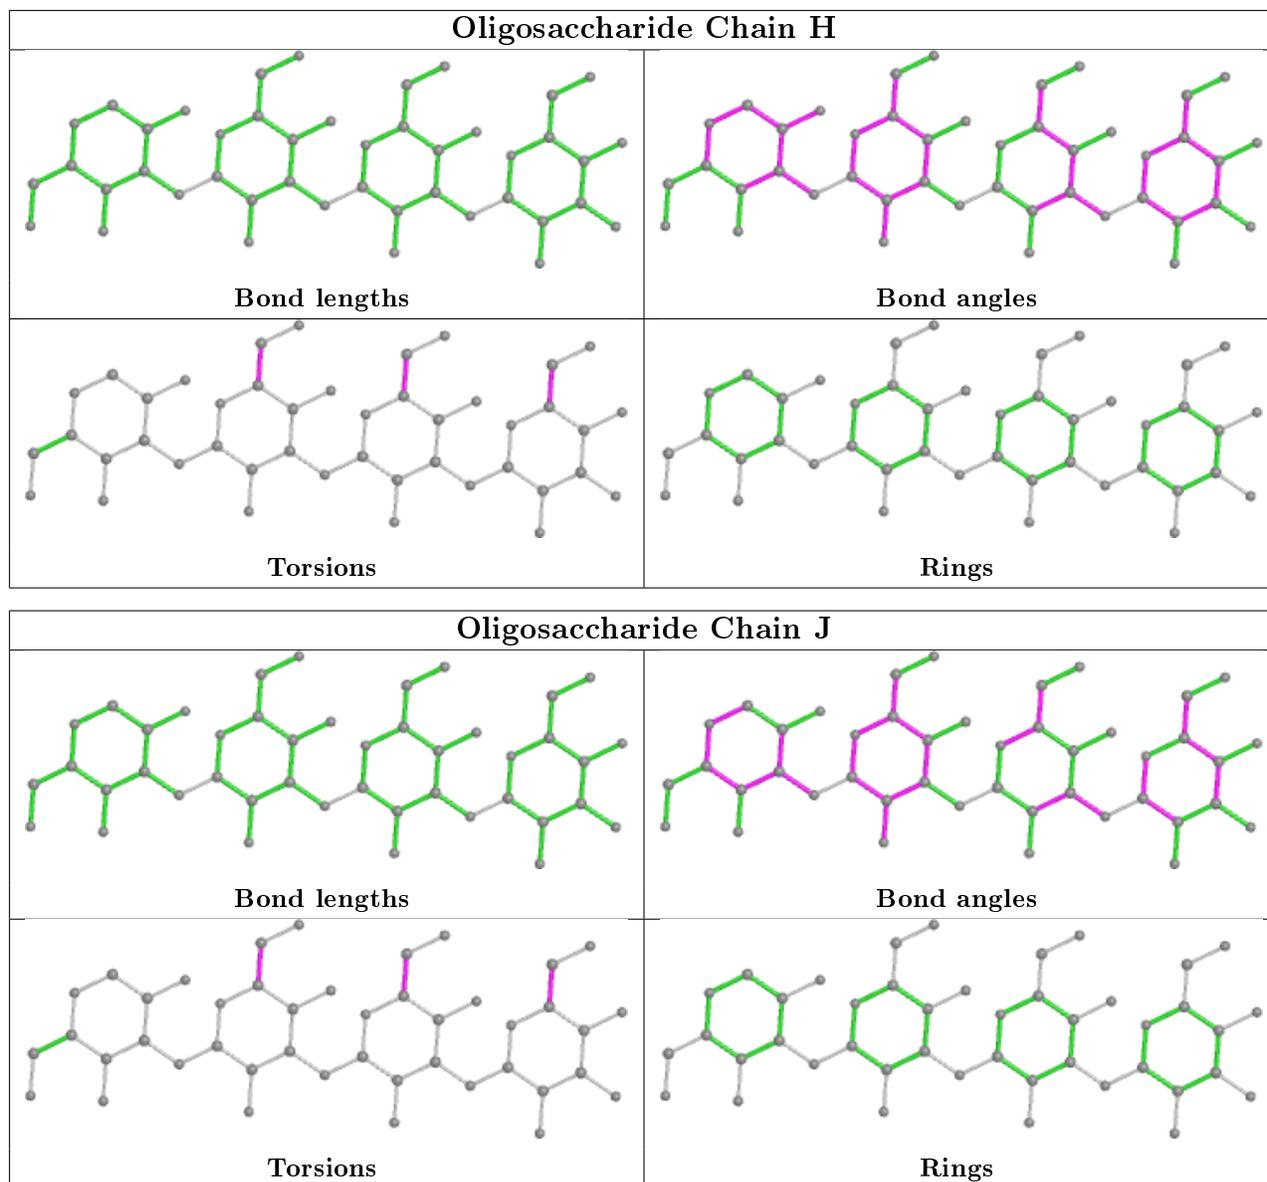 Oligosaccharide Chain H
Bond lengths
Bond angles
Torsions
Rings
Oligosaccharide Chain J
Bond lengths
Bond angles
Torsions
Rings